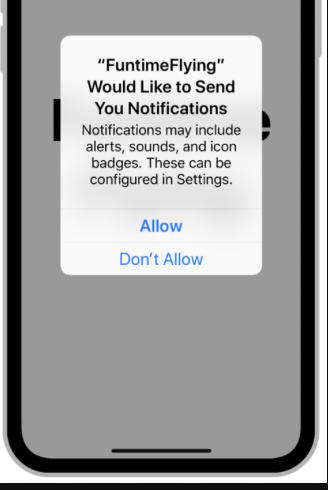 “FuntimeFlying”
Would Like to Send
You Notifications
Notifications may include
alerts, sounds, and icon
badges. These can be
configured in Settings.
Allow
Don’t Allow